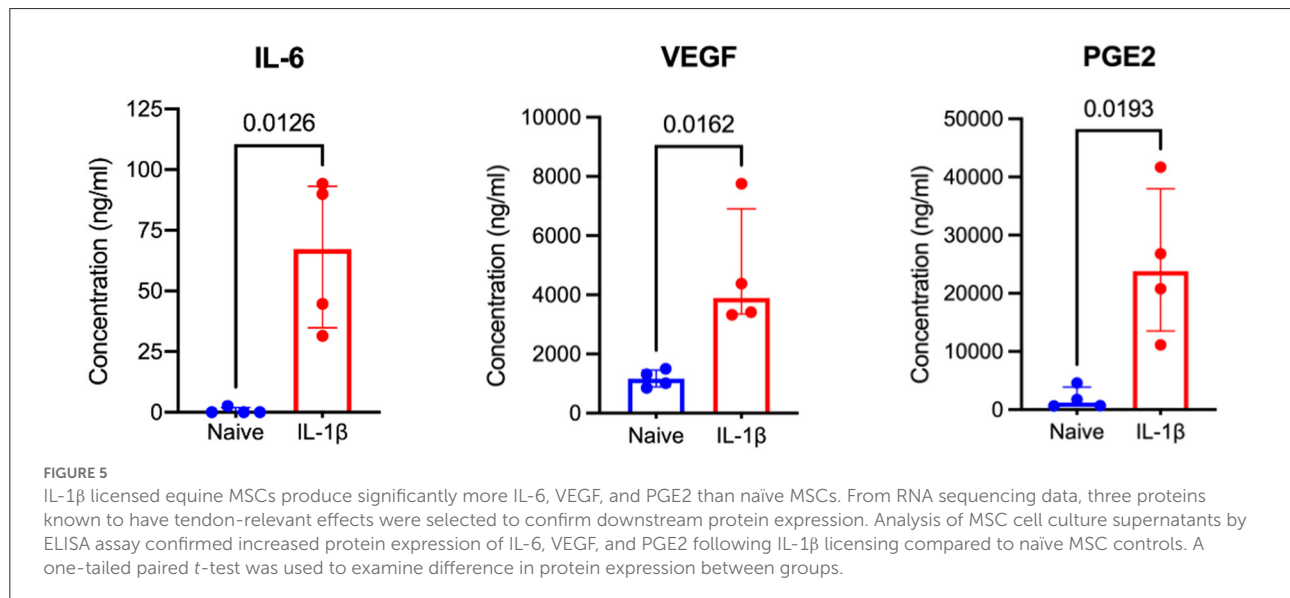 IL-6
125
100
75
50
25
0
Concentration (ng/ml)
0.0126
Naive
IL-1β
VEGF
10000
8000
6000
4000
2000
0
Concentration (ng/ml)
0.0162
Naive
IL-1β
PGE2
50000
40000
30000
20000
10000
0
Concentration (ng/ml)
0.0193
Naive
IL-1β
FIGURE 5
IL-1β licensed equine MSCs produce significantly more IL-6, VEGF, and PGE2 than naïve MSCs. From RNA sequencing data, three proteins
known to have tendon-relevant effects were selected to confirm downstream protein expression. Analysis of MSC cell culture supernatants by
ELISA assay confirmed increased protein expression of IL-6, VEGF, and PGE2 following IL-1β licensing compared to naïve MSC controls. A
one-tailed paired t-test was used to examine difference in protein expression between groups.